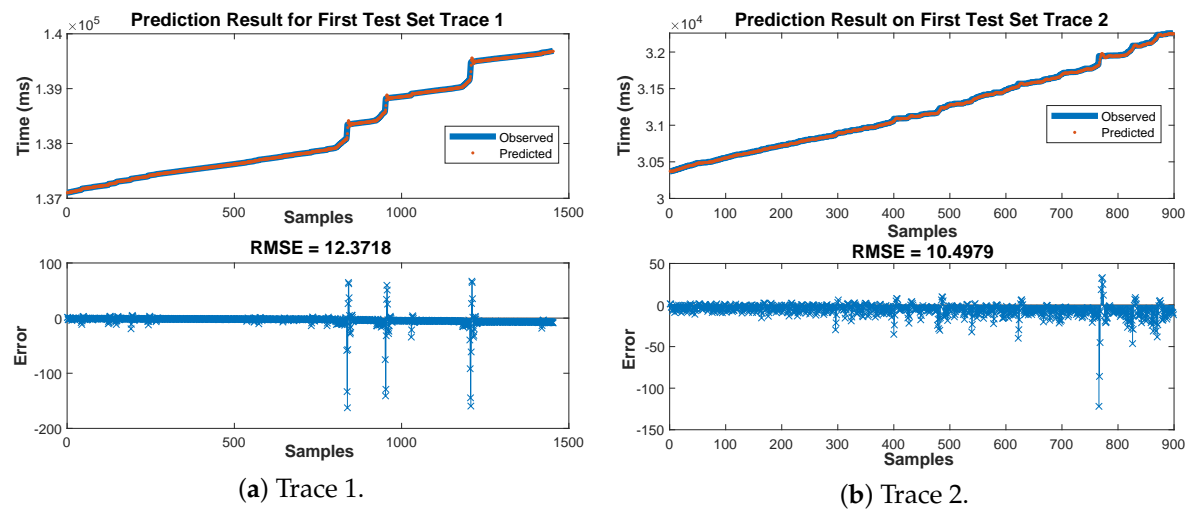 Prediction Result for First Test Set Trace 1
×10⁵
1.4
1.39
1.38
1.37
Time (ms)
Observed
Predicted
0 500 1000 1500
Samples
RMSE = 12.3718
100
0
-100
-200
Error
0 500 1000 1500
Samples
(a) Trace 1.
Prediction Result on First Test Set Trace 2
×10⁴
3.2
3.15
3.1
3.05
3
Time (ms)
Observed
Predicted
0 100 200 300 400 500 600 700 800 900
Samples
RMSE = 10.4979
50
0
-50
-100
-150
Error
0 100 200 300 400 500 600 700 800 900
Samples
(b) Trace 2.